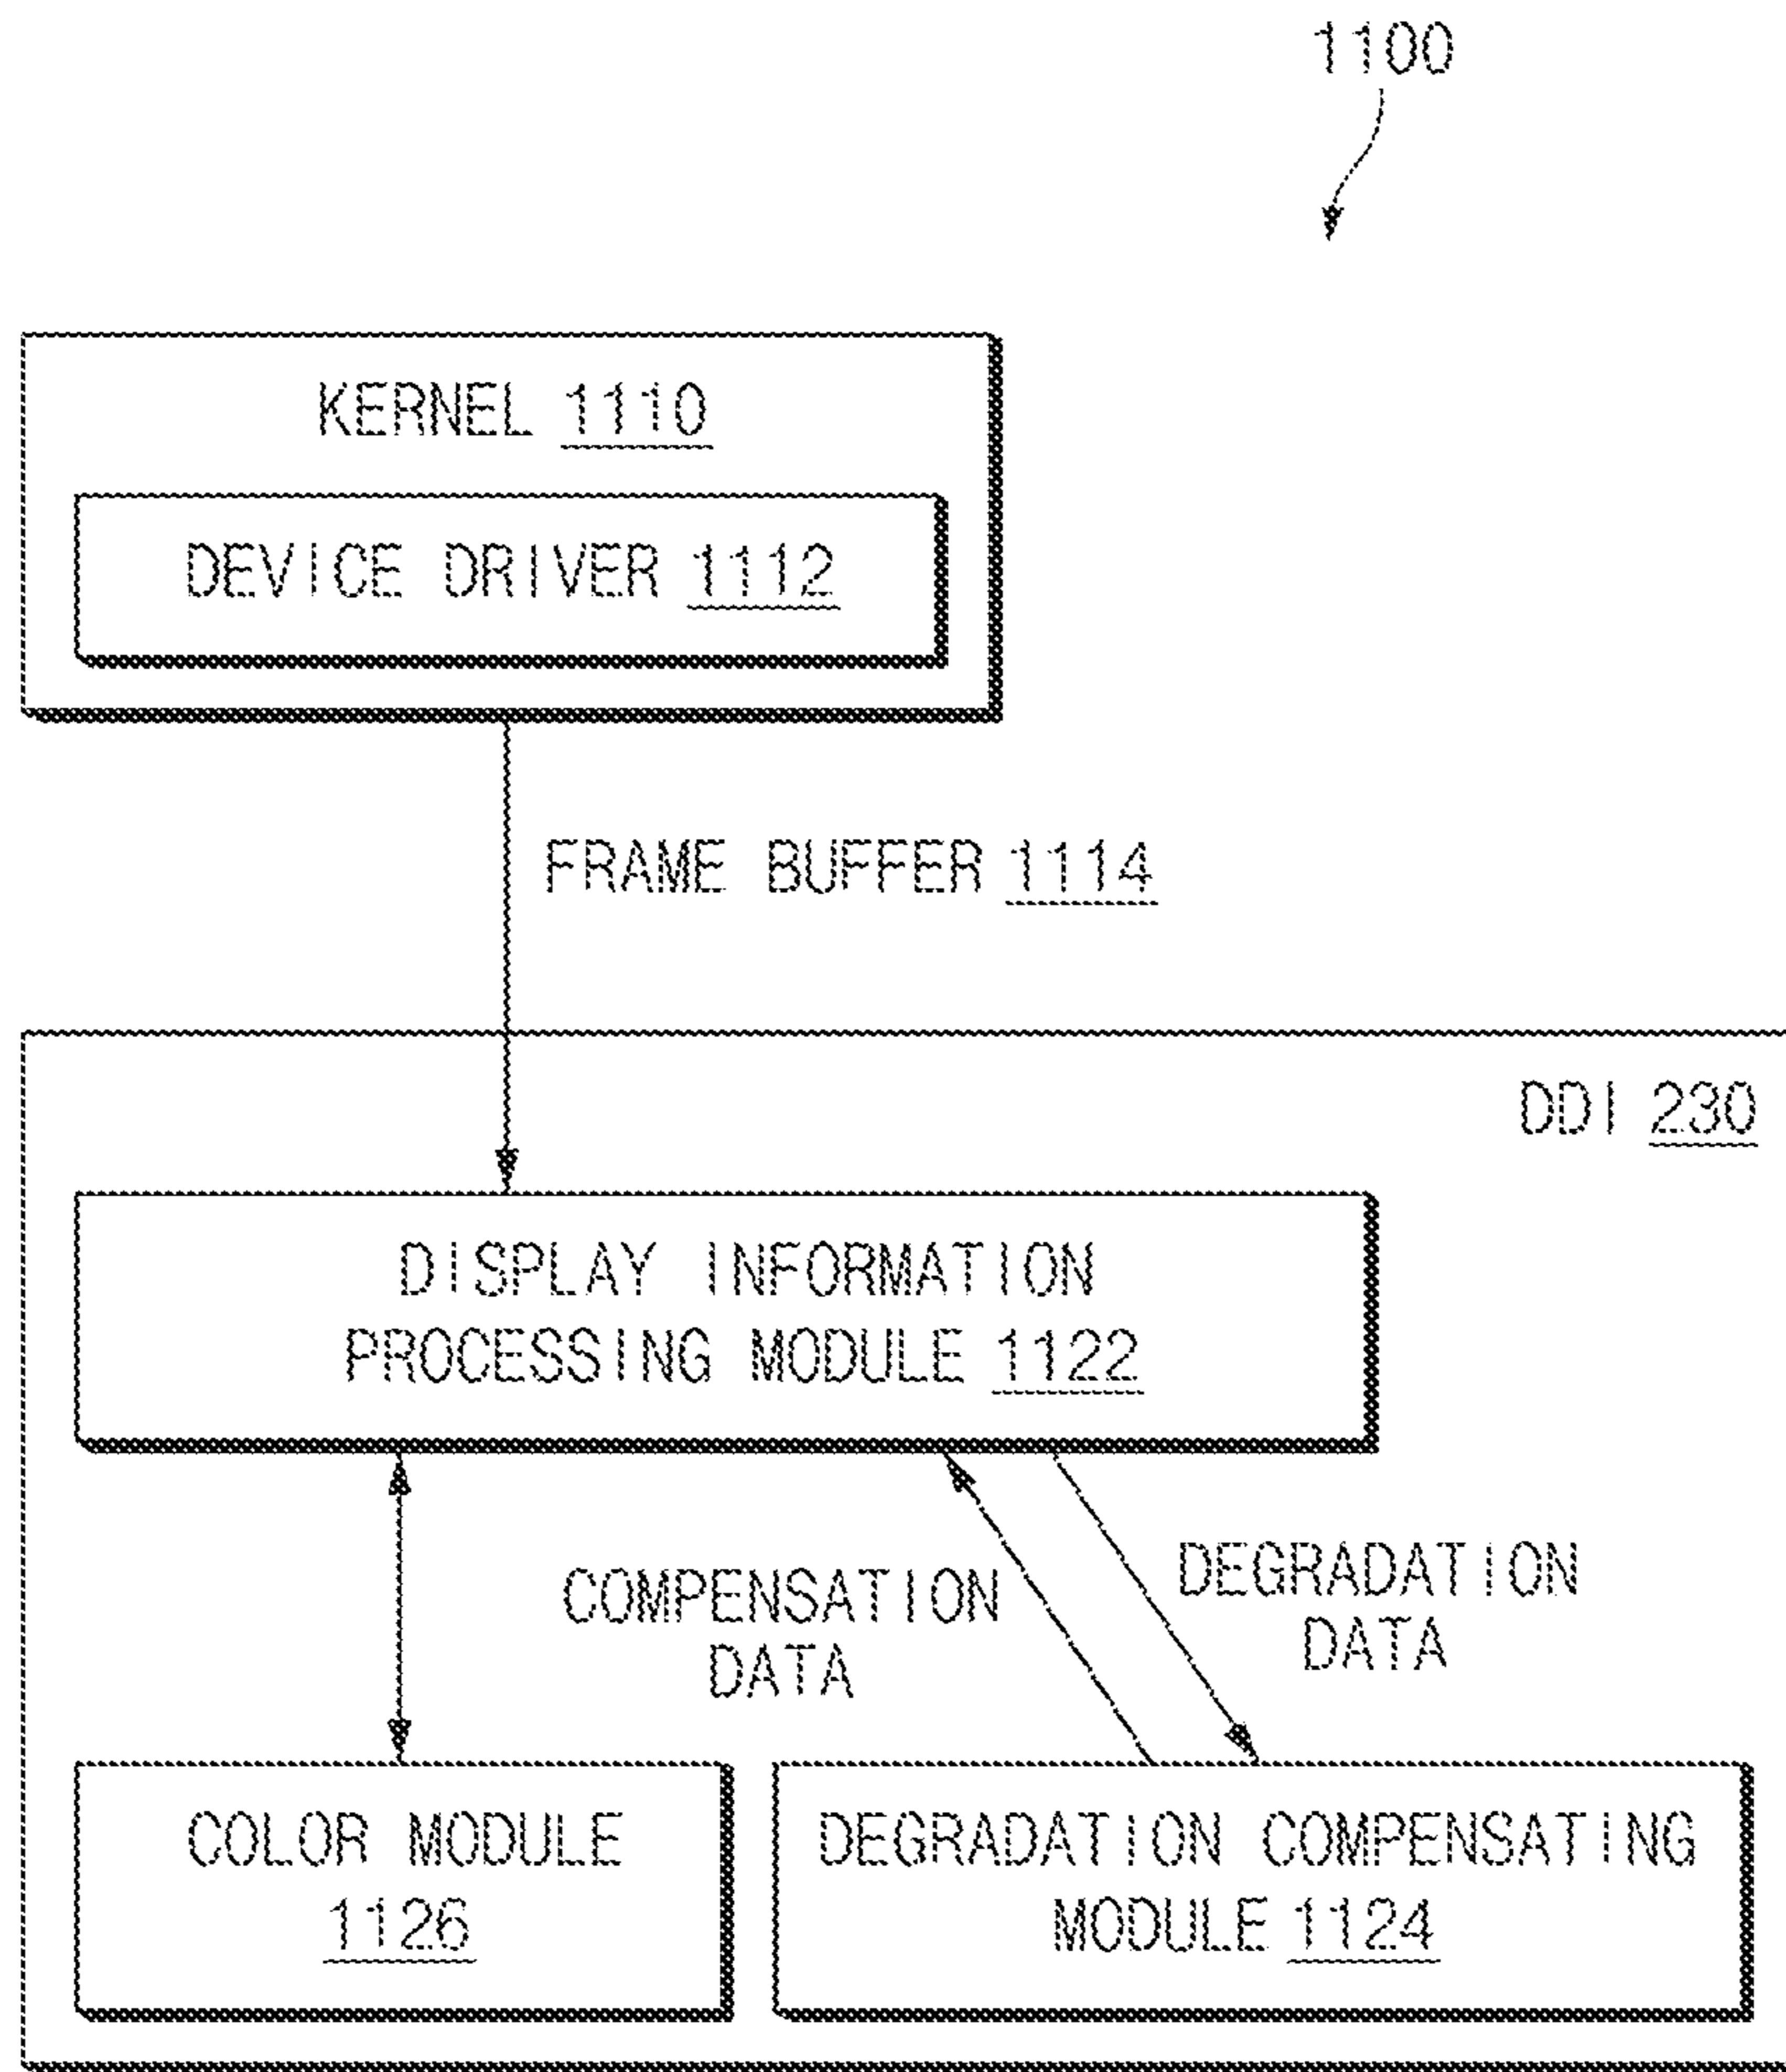 1100
KERNEL 1110
DEVICE DRIVER 1112
FRAME BUFFER 1114
DDI 230
DISPLAY INFORMATION
PROCESSING MODULE 1122
COMPENSATION
DATA
DEGRADATION
DATA
COLOR MODULE
1126
DEGRADATION COMPENSATING
MODULE 1124